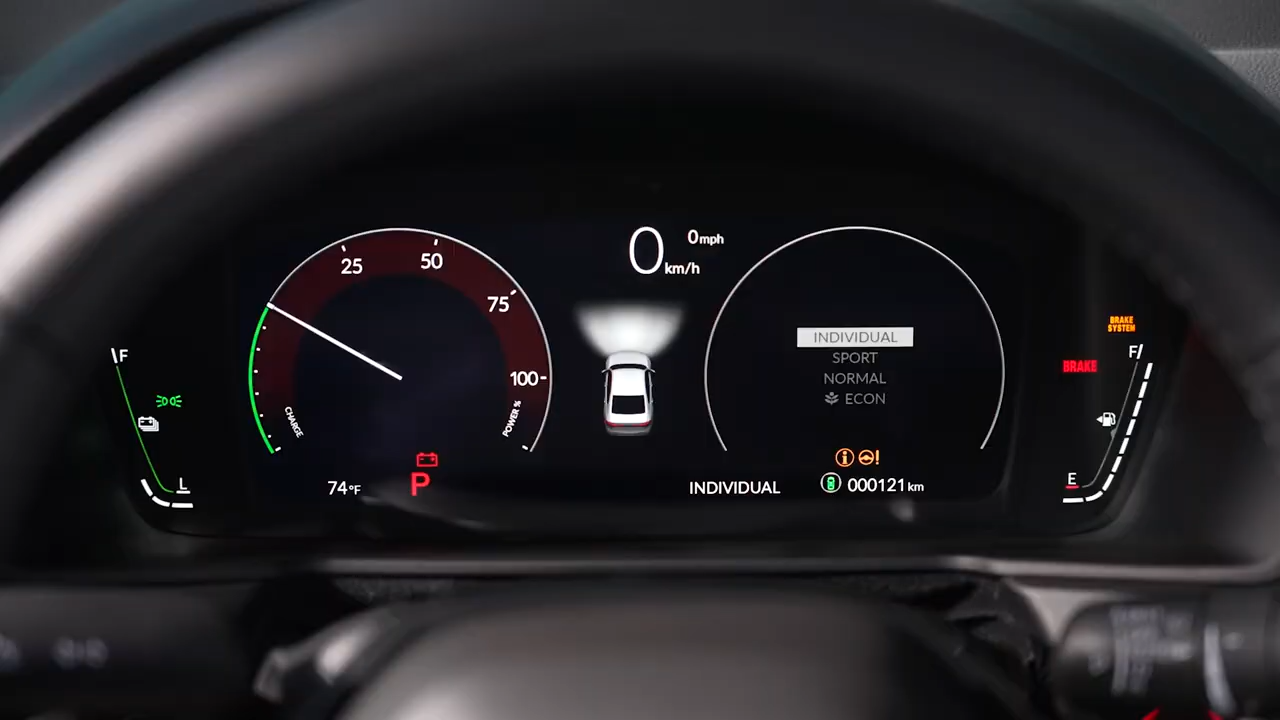 25
50
75
100
CHARGE
POWER %
F
L
74°F
P
0 km/h
0 mph
INDIVIDUAL
SPORT
NORMAL
ECON
INDIVIDUAL
000121 km
BRAKE
SYSTEM
BRAKE
F
E